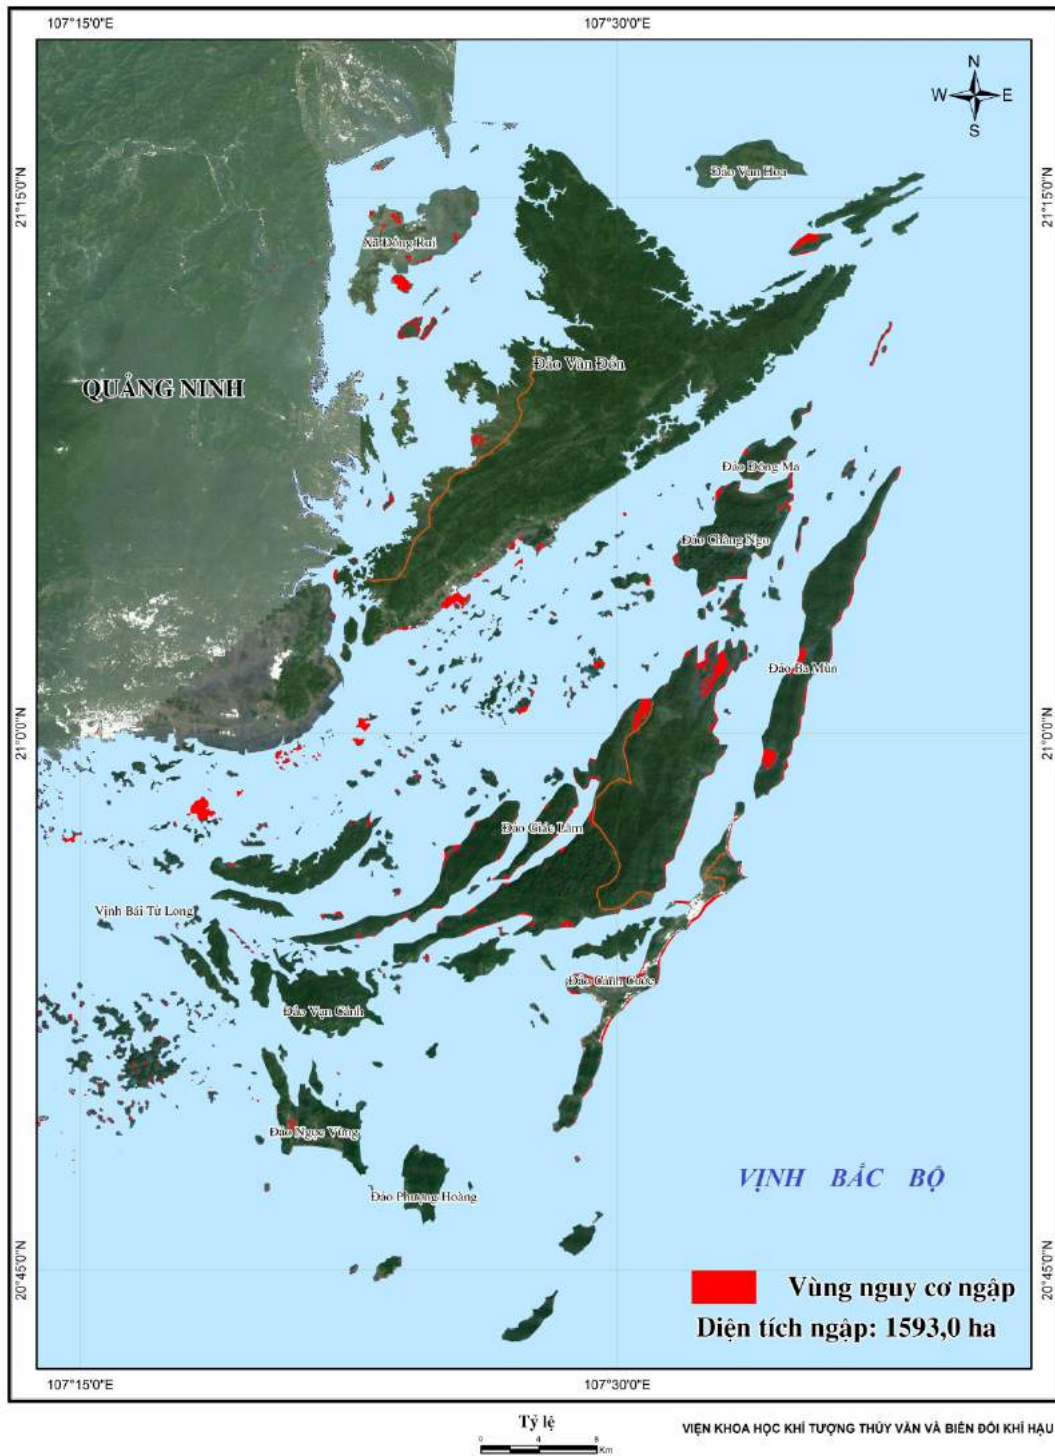 107°15'0"E
107°30'0"E
N
W
E
S
Đảo Vạn Hoa
21°15'0"N
21°15'0"N
Xã Đồng Rui
Đảo Vân Đồn
QUẢNG NINH
Đảo Đông Ma
Đảo Chằng Ngo
Đảo Ba Mùn
21°0'0"N
21°0'0"N
Đảo Giác Lâm
Vịnh Bái Tử Long
Đảo Cảnh Cước
Đảo Vạn Cảnh
Đảo Ngọc Vừng
VỊNH BẮC BỘ
Đảo Phượng Hoàng
20°45'0"N
20°45'0"N
Vùng nguy cơ ngập
Diện tích ngập: 1593,0 ha
107°15'0"E
107°30'0"E
Tỷ lệ
0 4 8
Km
VIỆN KHOA HỌC KHÍ TƯỢNG THỦY VĂN VÀ BIẾN ĐỔI KHÍ HẬU